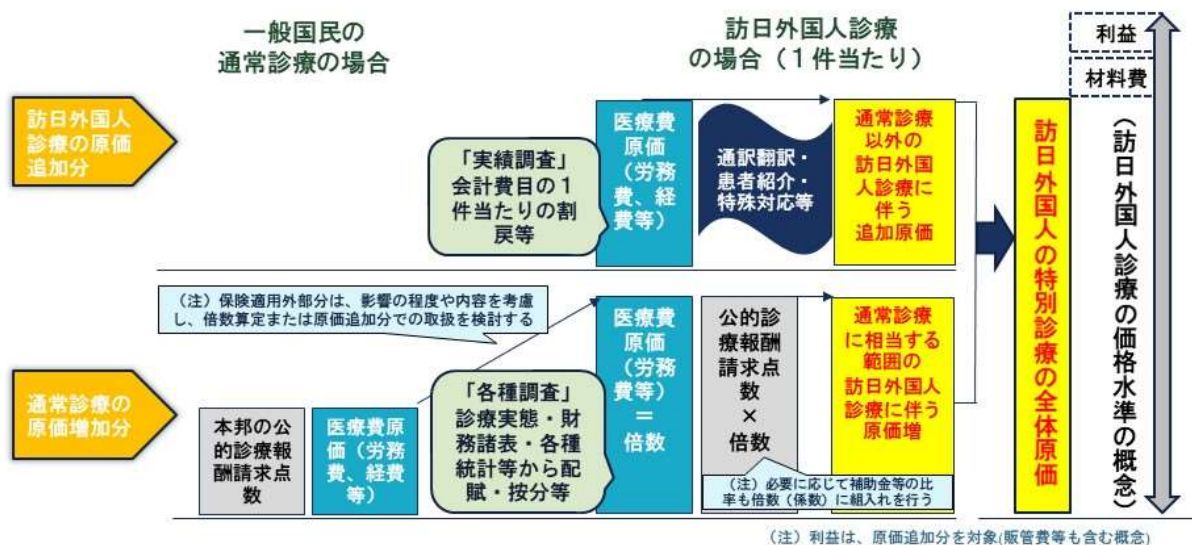 一般国民の
通常診療の場合
訪日外国人診療
の場合（１件当たり）
利益
材料費
訪日外国人
診療の原価
追加分
「実績調査」
会計費目の１
件当たりの割
戻等
医療費
原価
（労務
費、経
費等）
通訳翻訳・
患者紹介・
特殊対応等
通常診療
以外の
訪日外国
人診療に
伴う
追加原価
訪日外国人の特別診療の全体原価
（訪日外国人診療の価格水準の概念）
（注）保険適用外部分は、影響の程度や内容を考慮
し、倍数算定または原価追加分での取扱を検討する
通常診療の
原価増加分
本邦の公
的診療報
酬請求点
数
医療費原
価（労務
費、経費
等）
「各種調査」
診療実態・財
務諸表・各種
統計等から配
賦・按分等
医療費
原価
（労務
費等）
＝
倍数
公的診
療報酬
請求点
数
×
倍数
通常診療
に相当する
範囲の
訪日外国人
診療に伴う
原価増
（注）必要に応じて補助金等の比
率も倍数（係数）に組入れを行う
（注）利益は、原価追加分を対象(販管費等も含む概念)